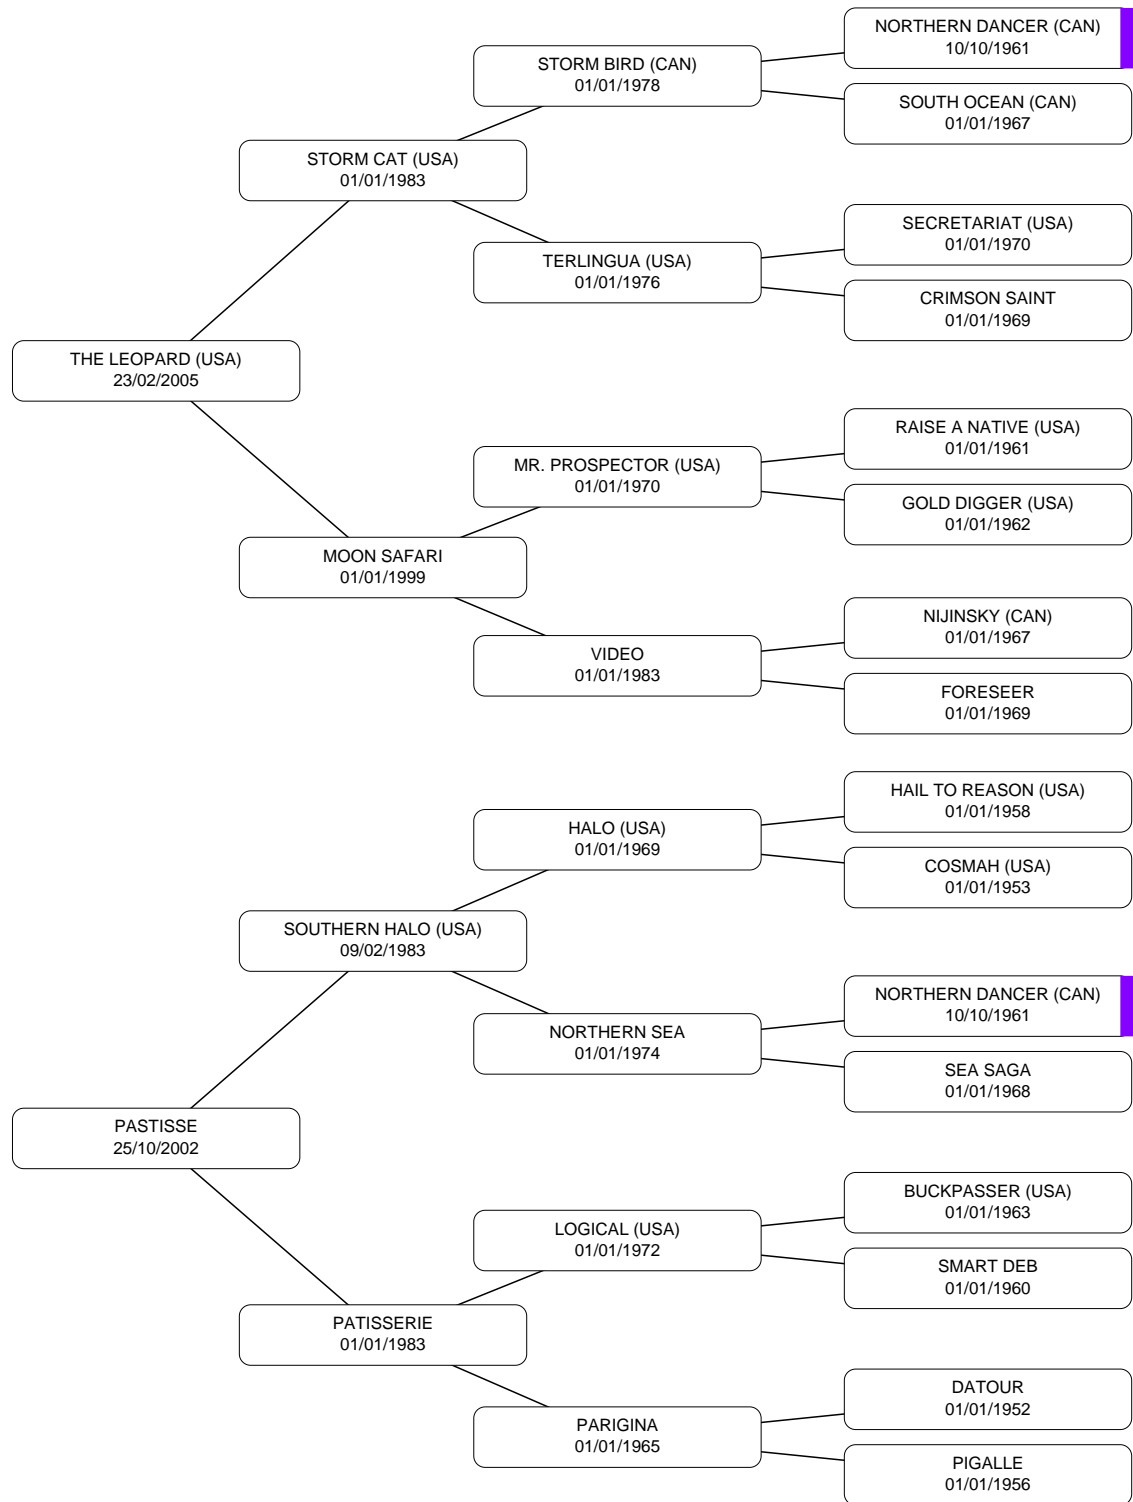 NORTHERN DANCER (CAN)
10/10/1961
STORM BIRD (CAN)
01/01/1978
SOUTH OCEAN (CAN)
01/01/1967
STORM CAT (USA)
01/01/1983
SECRETARIAT (USA)
01/01/1970
TERLINGUA (USA)
01/01/1976
CRIMSON SAINT
01/01/1969
THE LEOPARD (USA)
23/02/2005
RAISE A NATIVE (USA)
01/01/1961
MR. PROSPECTOR (USA)
01/01/1970
GOLD DIGGER (USA)
01/01/1962
MOON SAFARI
01/01/1999
NIJINSKY (CAN)
01/01/1967
VIDEO
01/01/1983
FORESEER
01/01/1969
HAIL TO REASON (USA)
01/01/1958
HALO (USA)
01/01/1969
COSMAH (USA)
01/01/1953
SOUTHERN HALO (USA)
09/02/1983
NORTHERN DANCER (CAN)
10/10/1961
NORTHERN SEA
01/01/1974
SEA SAGA
01/01/1968
PASTISSE
25/10/2002
BUCKPASSER (USA)
01/01/1963
LOGICAL (USA)
01/01/1972
SMART DEB
01/01/1960
PATISSERIE
01/01/1983
DATOUR
01/01/1952
PARIGINA
01/01/1965
PIGALLE
01/01/1956